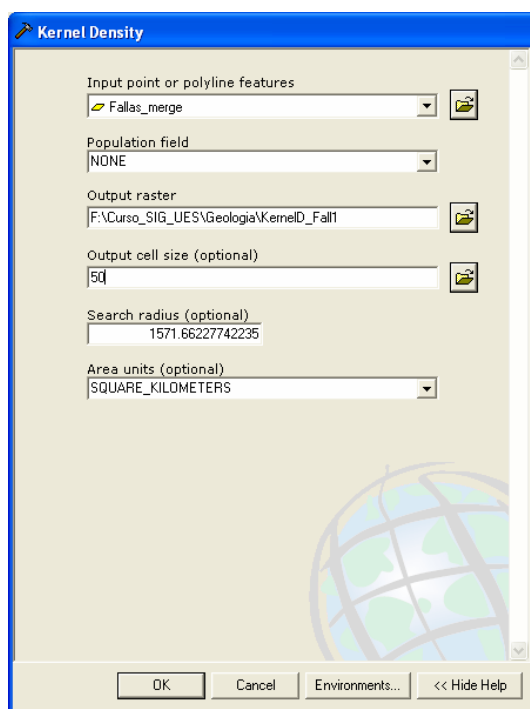 Kernel Density
Input point or polyline features
Fallas_merge
Population field
NONE
Output raster
F:\Curso_SIG_UES\Geologia\KernelD_Fall1
Output cell size (optional)
50
Search radius (optional)
1571.66227742235
Area units (optional)
SQUARE_KILOMETERS
OK Cancel Environments... << Hide Help